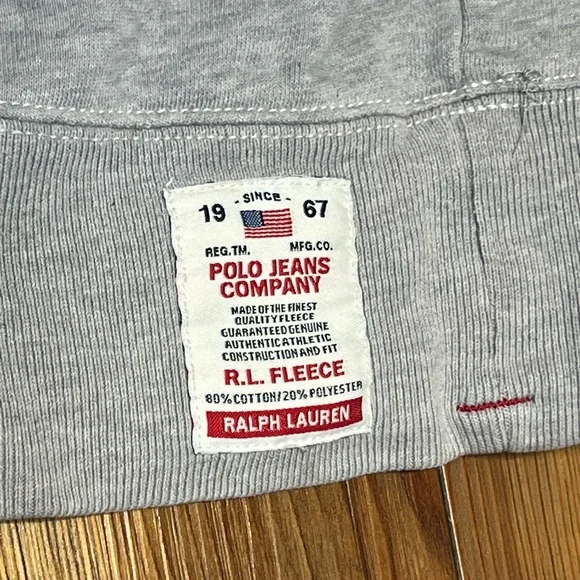 - SINCE -
19 67
REG.TM. MFG.CO.
POLO JEANS
COMPANY
MADE OF THE FINEST
QUALITY FLEECE
GUARANTEED GENUINE
AUTHENTIC ATHLETIC
CONSTRUCTION AND FIT
R.L. FLEECE
80% COTTON/20% POLYESTER
RALPH LAUREN